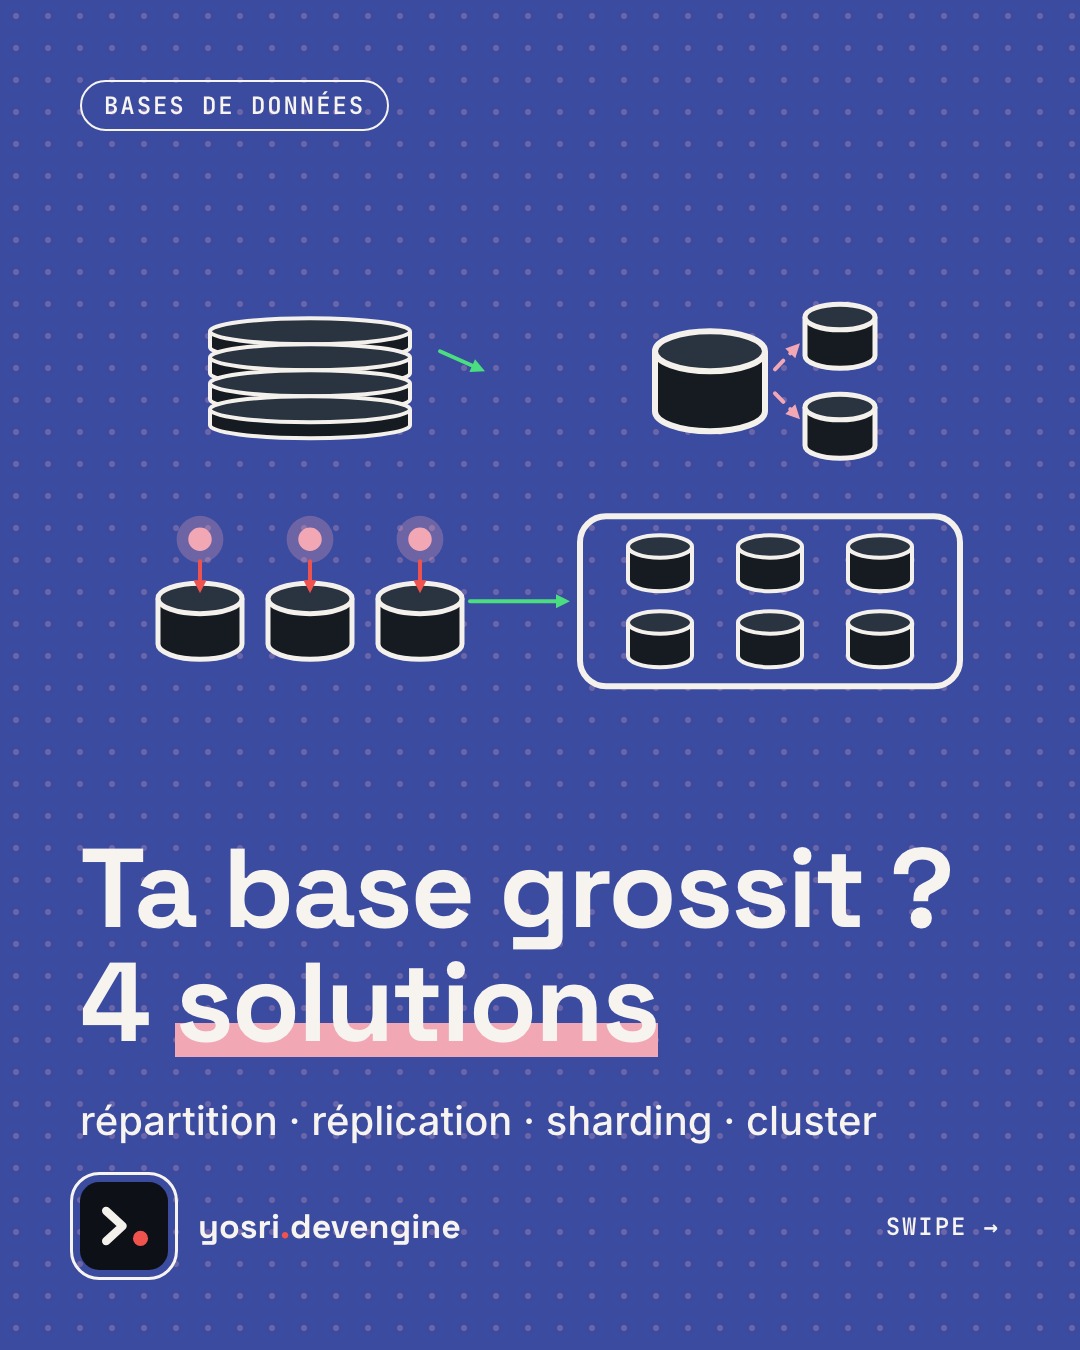 BASES DE DONNÉES
Ta base grossit ?
4 solutions
répartition · réplication · sharding · cluster
yosri.devengine
SWIPE →